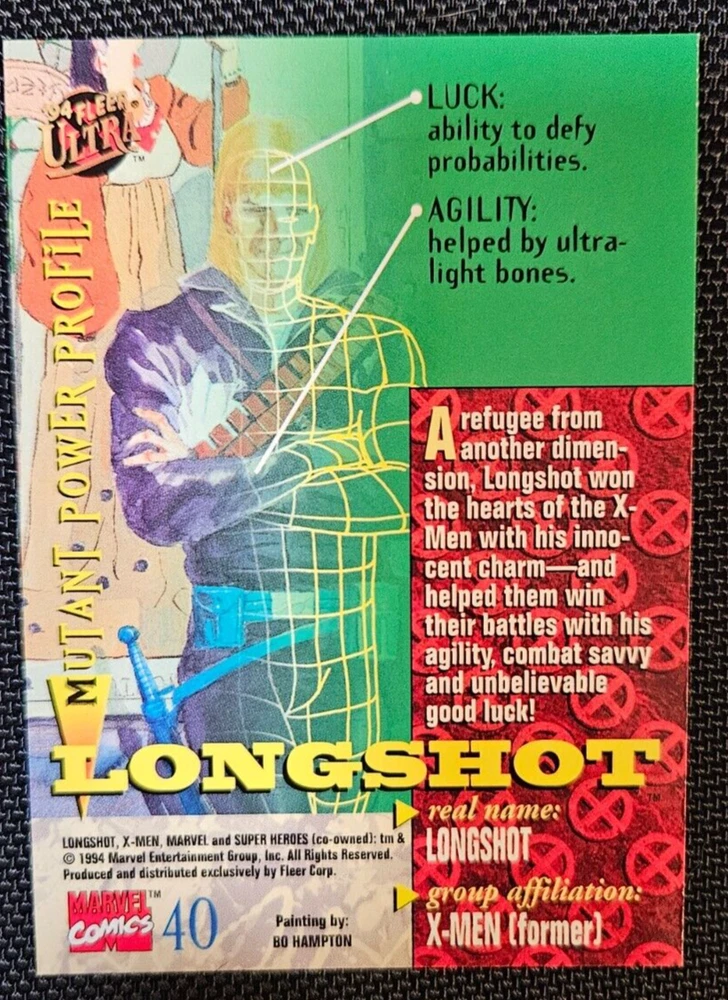 '94 FLEER
ULTRA
TM
MUTANT POWER PROFILE
LUCK:
ability to defy
probabilities.
AGILITY:
helped by ultra-
light bones.
A refugee from
another dimen-
sion, Longshot won
the hearts of the X-
Men with his inno-
cent charm—and
helped them win
their battles with his
agility, combat savvy
and unbelievable
good luck!
LONGSHOT™
real name:
LONGSHOT
group affiliation:
X-MEN (former)
LONGSHOT, X-MEN, MARVEL and SUPER HEROES (co-owned): tm &
© 1994 Marvel Entertainment Group, Inc. All Rights Reserved.
Produced and distributed exclusively by Fleer Corp.
MARVEL™
COMICS
40
Painting by:
BO HAMPTON